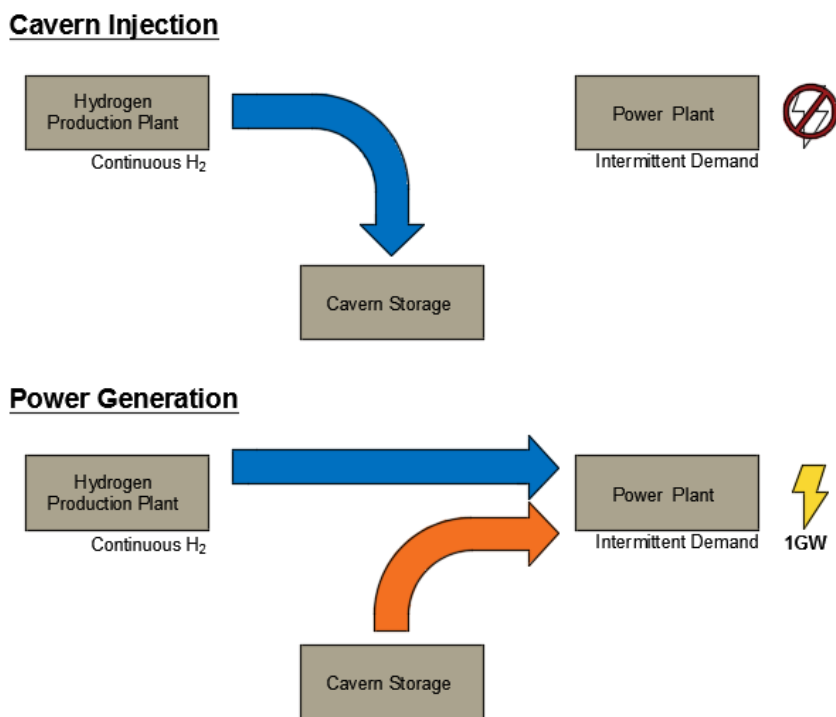 Cavern Injection
Hydrogen
Production Plant
Power Plant
Continuous H₂
Intermittent Demand
Cavern Storage
Power Generation
Hydrogen
Production Plant
Power Plant
Continuous H₂
Intermittent Demand
1GW
Cavern Storage